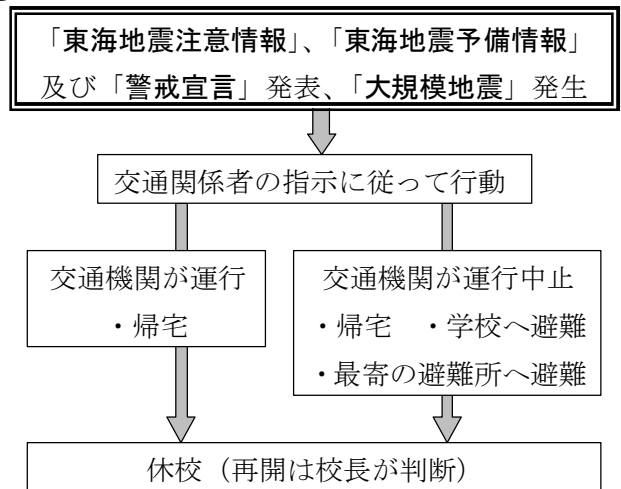 「東海地震注意情報」、「東海地震予備情報」
及び「警戒宣言」発表、「大規模地震」発生
交通関係者の指示に従って行動
交通機関が運行
・帰宅
交通機関が運行中止
・帰宅　・学校へ避難
・最寄の避難所へ避難
休校（再開は校長が判断）